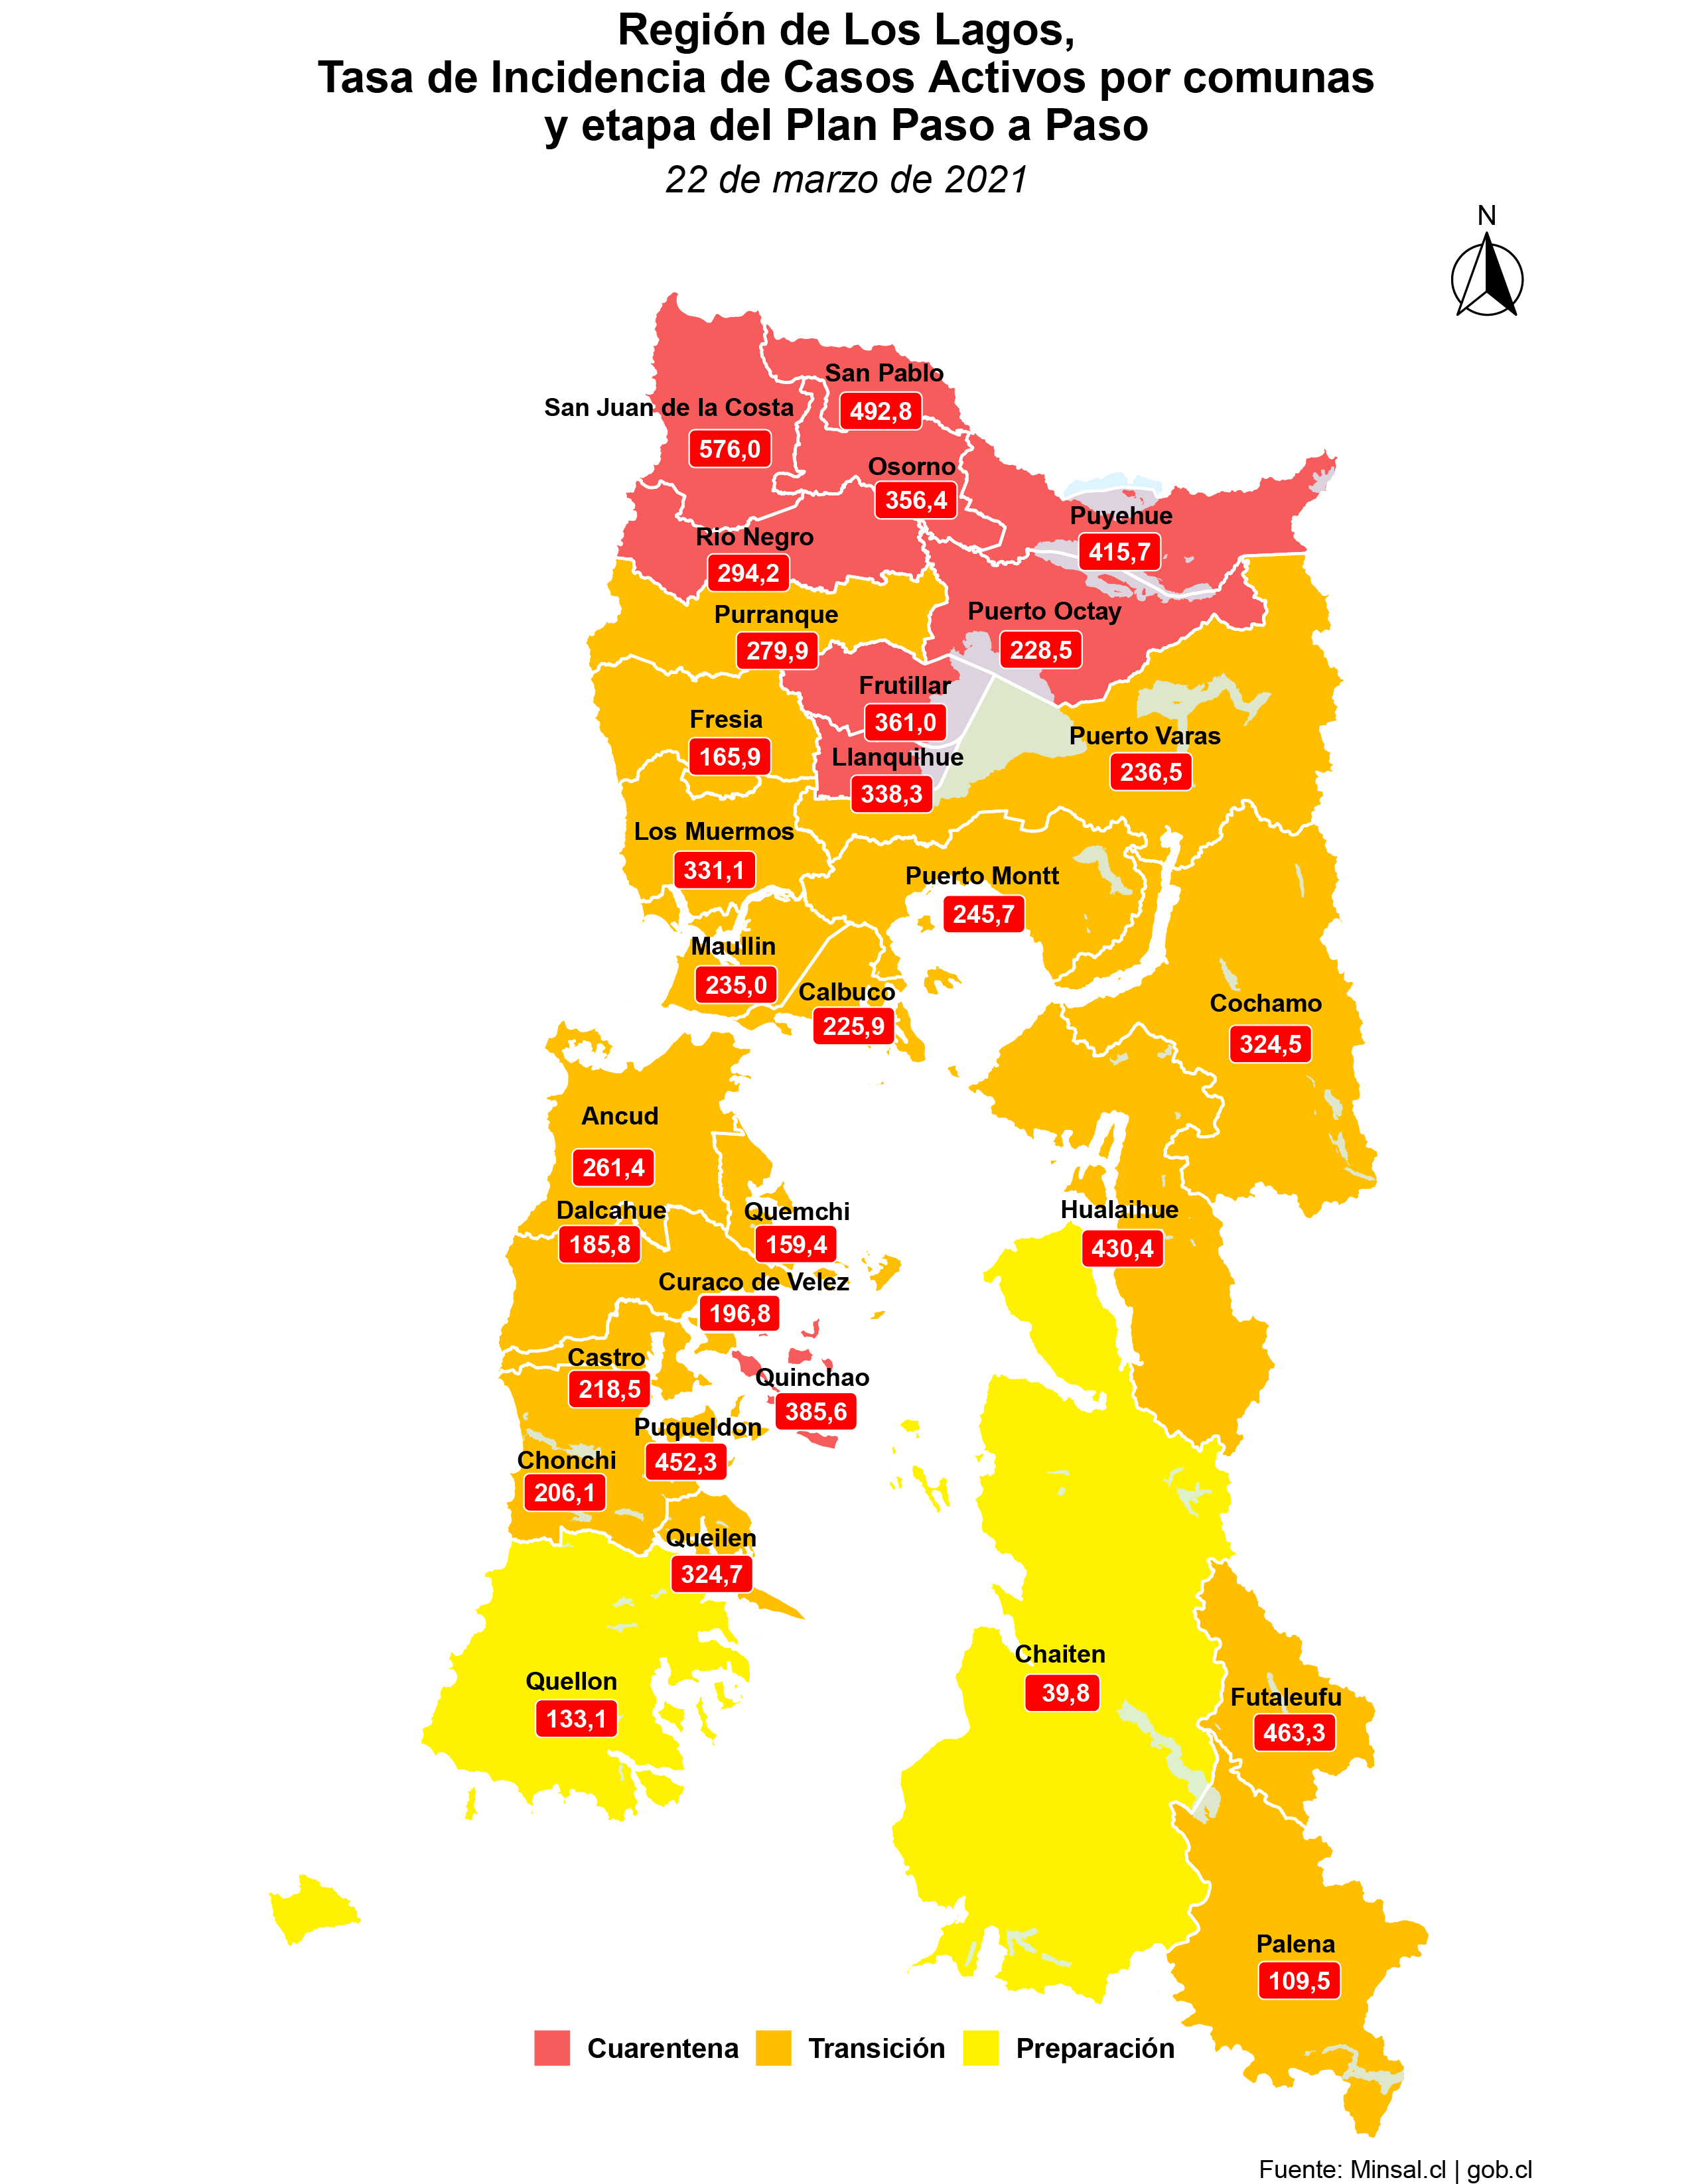 Región de Los Lagos,
Tasa de Incidencia de Casos Activos por comunas
y etapa del Plan Paso a Paso
22 de marzo de 2021
N
San Pablo
492,8
San Juan de la Costa
576,0
Osorno
356,4
Puyehue
415,7
Rio Negro
294,2
Puerto Octay
228,5
Purranque
279,9
Frutillar
361,0
Fresia
165,9
Puerto Varas
236,5
Llanquihue
338,3
Los Muermos
331,1
Puerto Montt
245,7
Maullin
235,0
Calbuco
225,9
Cochamo
324,5
Ancud
261,4
Dalcahue
185,8
Quemchi
159,4
Hualaihue
430,4
Curaco de Velez
196,8
Castro
218,5
Quinchao
385,6
Puqueldon
452,3
Chonchi
206,1
Queilen
324,7
Chaiten
39,8
Quellon
133,1
Futaleufu
463,3
Palena
109,5
Cuarentena
Transición
Preparación
Fuente: Minsal.cl | gob.cl